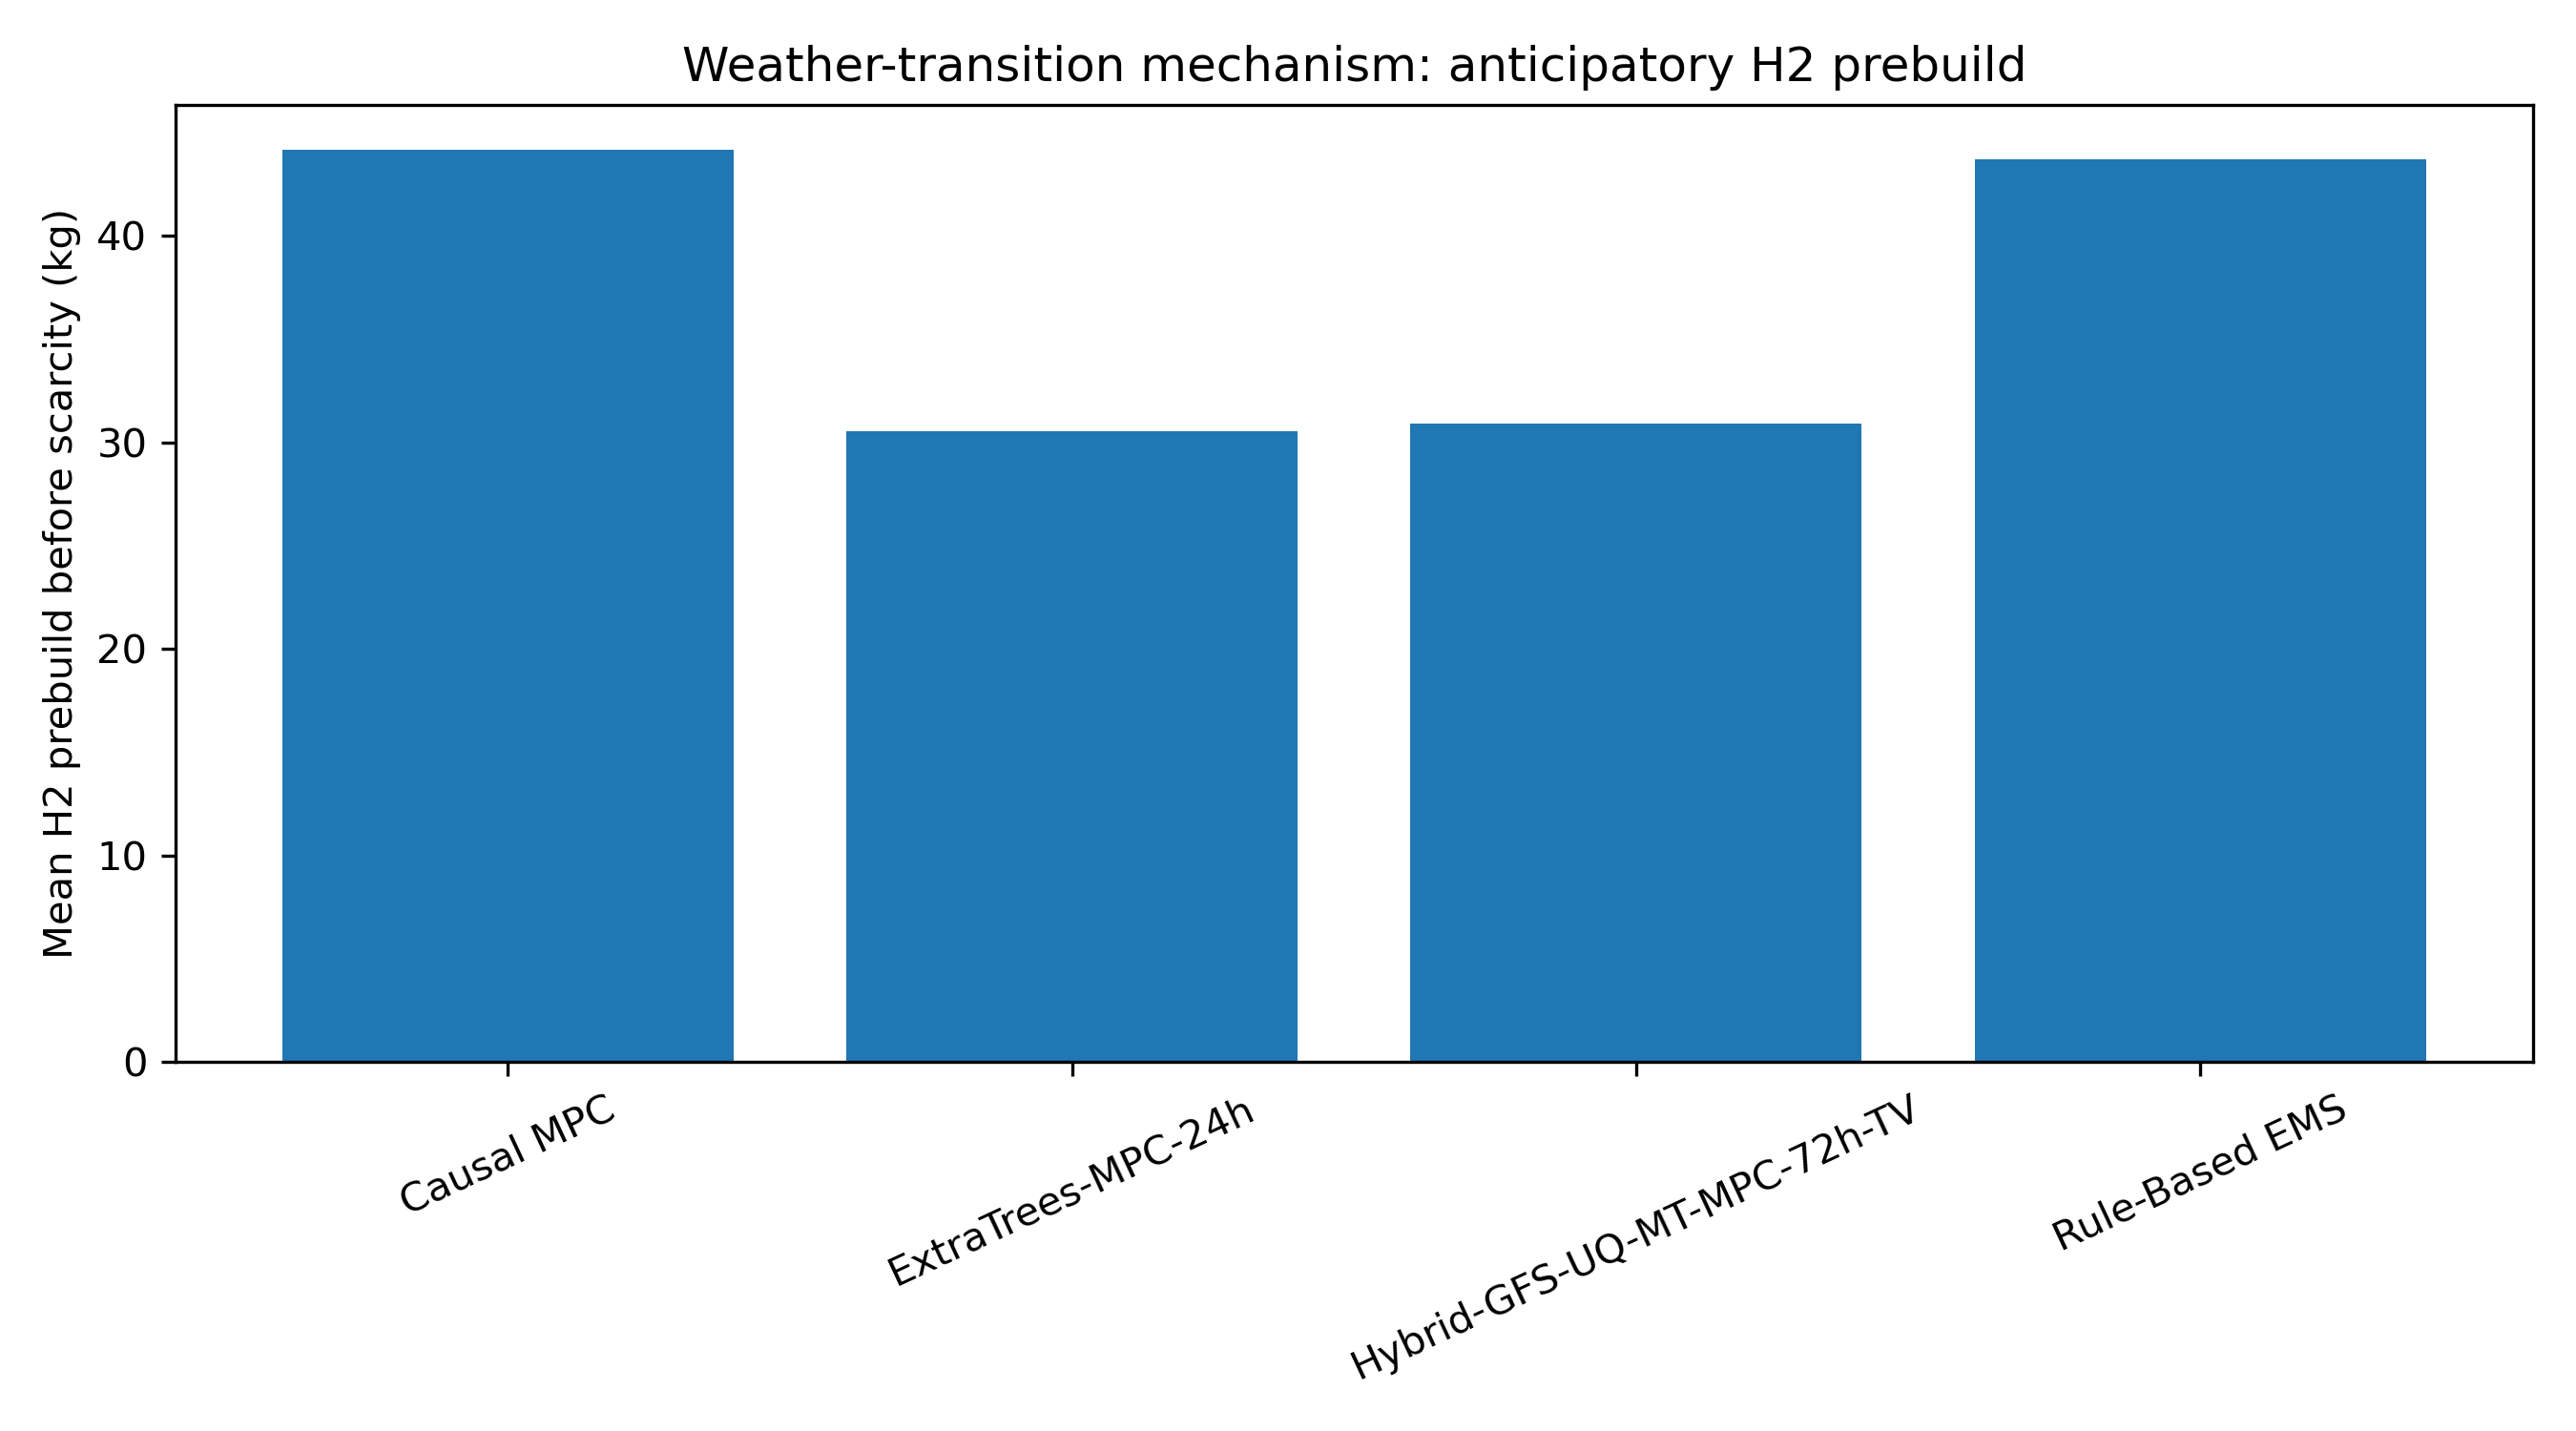 Weather-transition mechanism: anticipatory H2 prebuild
Mean H2 prebuild before scarcity (kg)
40
30
20
10
0
Causal MPC
ExtraTrees-MPC-24h
Hybrid-GFS-UQ-MT-MPC-72h-TV
Rule-Based EMS